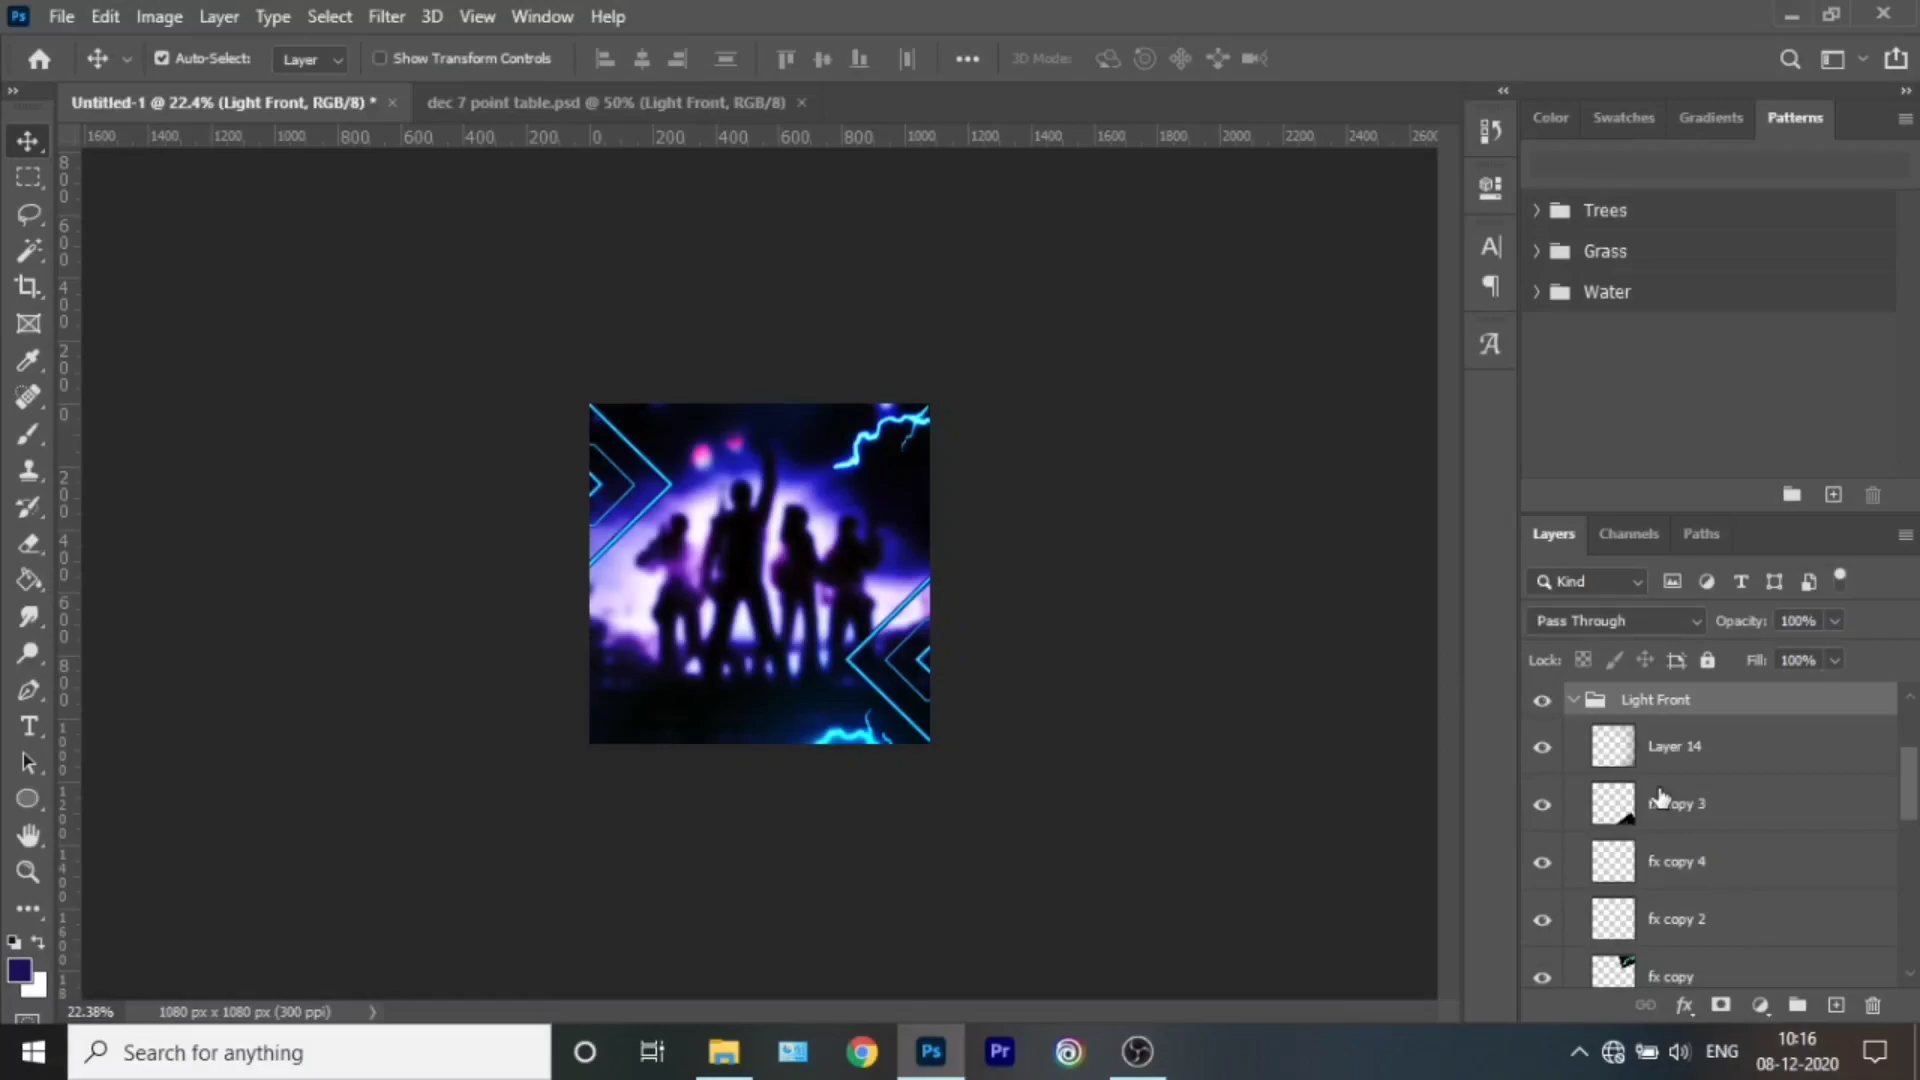 Ps File Edit Image Layer Type Select Filter 3D View Window Help
Auto-Select: Layer Show Transform Controls 3D Mode:
Untitled-1 @ 22.4% (Light Front, RGB/8) * × dec 7 point table.psd @ 50% (Light Front, RGB/8) ×
1600 1400 1200 1000 800 600 400 200 0 200 400 600 800 1000 1200 1400 1600 1800 2000 2200 2400 2600
Color Swatches Gradients Patterns
Trees
Grass
Water
Layers Channels Paths
Kind
Pass Through Opacity: 100%
Lock: Fill: 100%
Light Front
Layer 14
fx copy 3
fx copy 4
fx copy 2
fx copy
22.38% 1080 px x 1080 px (300 ppi)
Search for anything
Ps Pr
ENG
10:16
08-12-2020